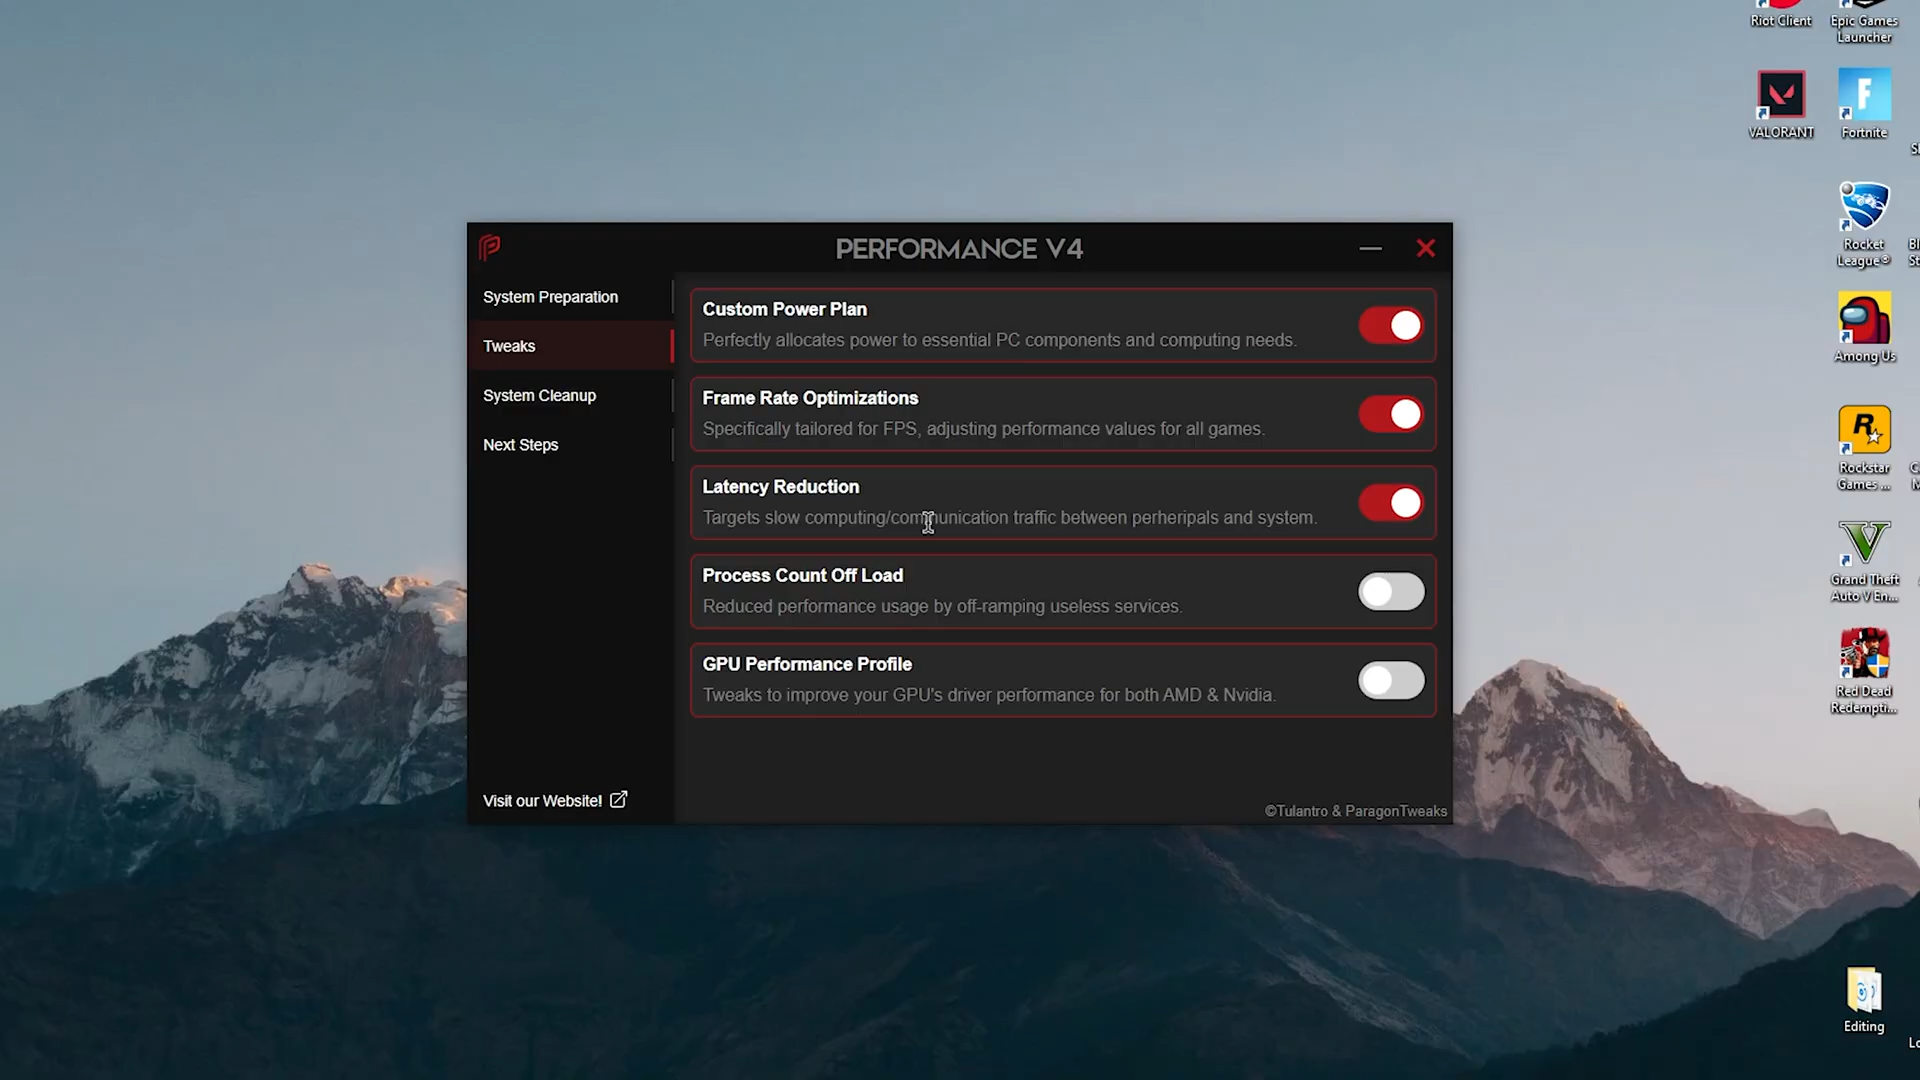 Riot Client
Epic Games
Launcher
VALORANT
Fortnite
Rocket
League®
Among Us
Rockstar
Games ...
Grand Theft
Auto V En...
Red Dead
Redempti...
Editing
PERFORMANCE V4
System Preparation
Tweaks
System Cleanup
Next Steps
Visit our Website!
Custom Power Plan
Perfectly allocates power to essential PC components and computing needs.
Frame Rate Optimizations
Specifically tailored for FPS, adjusting performance values for all games.
Latency Reduction
Targets slow computing/communication traffic between perheripals and system.
Process Count Off Load
Reduced performance usage by off-ramping useless services.
GPU Performance Profile
Tweaks to improve your GPU's driver performance for both AMD & Nvidia.
©Tulantro & ParagonTweaks